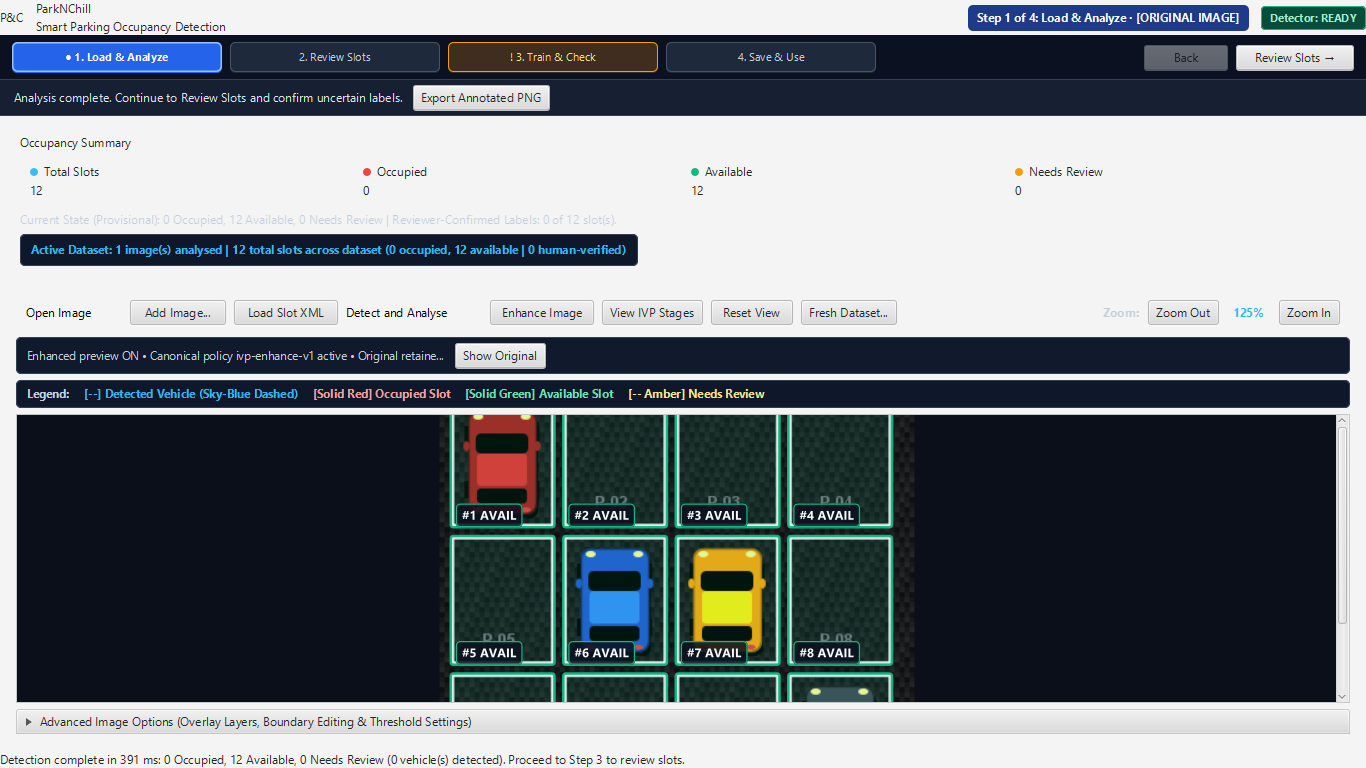 P&C
ParkNChill
Smart Parking Occupancy Detection
Step 1 of 4: Load & Analyze · [ORIGINAL IMAGE]
Detector: READY
● 1. Load & Analyze
2. Review Slots
! 3. Train & Check
4. Save & Use
Back
Review Slots →
Analysis complete. Continue to Review Slots and confirm uncertain labels.
Export Annotated PNG
Occupancy Summary
Total Slots
Occupied
Available
Needs Review
12
0
12
0
Current State (Provisional): 0 Occupied, 12 Available, 0 Needs Review | Reviewer-Confirmed Labels: 0 of 12 slot(s).
Active Dataset: 1 image(s) analysed | 12 total slots across dataset (0 occupied, 12 available | 0 human-verified)
Open Image
Add Image...
Load Slot XML
Detect and Analyse
Enhance Image
View IVP Stages
Reset View
Fresh Dataset...
Zoom:
Zoom Out
125%
Zoom In
Enhanced preview ON • Canonical policy ivp-enhance-v1 active • Original retaine...
Show Original
Legend:
[--] Detected Vehicle (Sky-Blue Dashed)
[Solid Red] Occupied Slot
[Solid Green] Available Slot
[-- Amber] Needs Review
P 02
P 03
P 04
#1 AVAIL
#2 AVAIL
#3 AVAIL
#4 AVAIL
P 05
P 08
#5 AVAIL
#6 AVAIL
#7 AVAIL
#8 AVAIL
Advanced Image Options (Overlay Layers, Boundary Editing & Threshold Settings)
Detection complete in 391 ms: 0 Occupied, 12 Available, 0 Needs Review (0 vehicle(s) detected). Proceed to Step 3 to review slots.